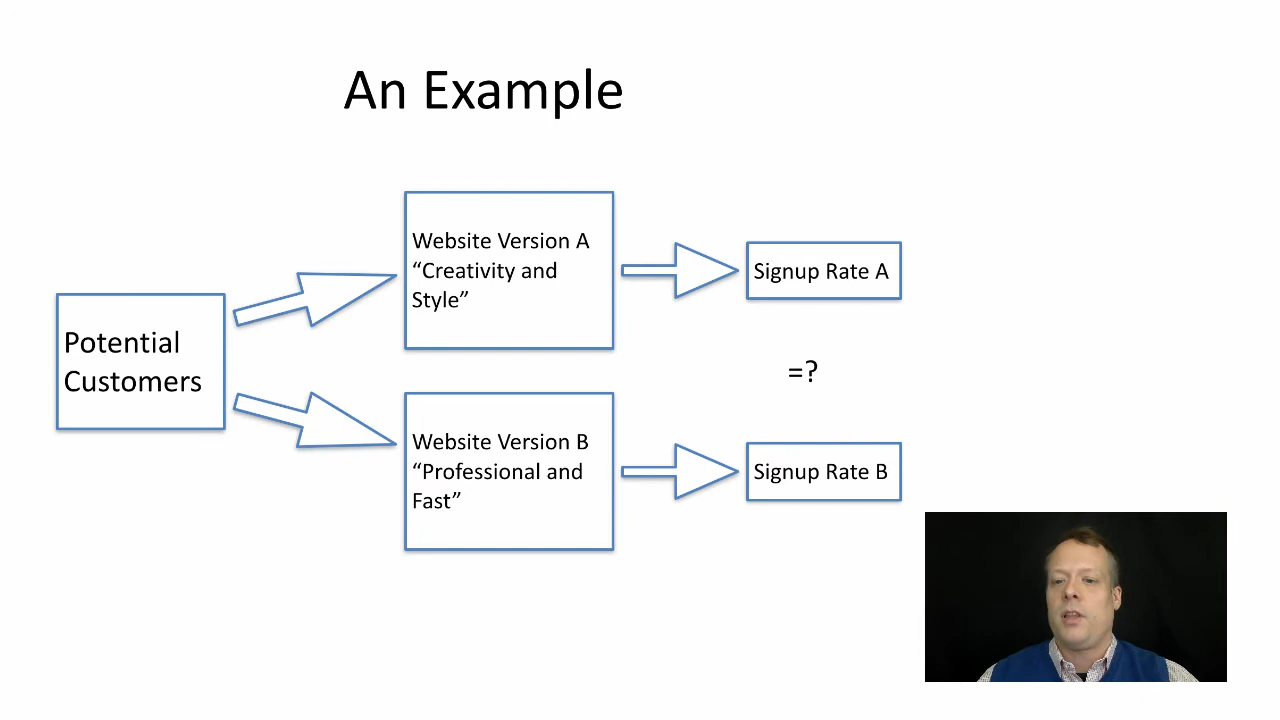 An Example
Website Version A
“Creativity and
Style”
Signup Rate A
Potential
Customers
=?
Website Version B
“Professional and
Fast”
Signup Rate B